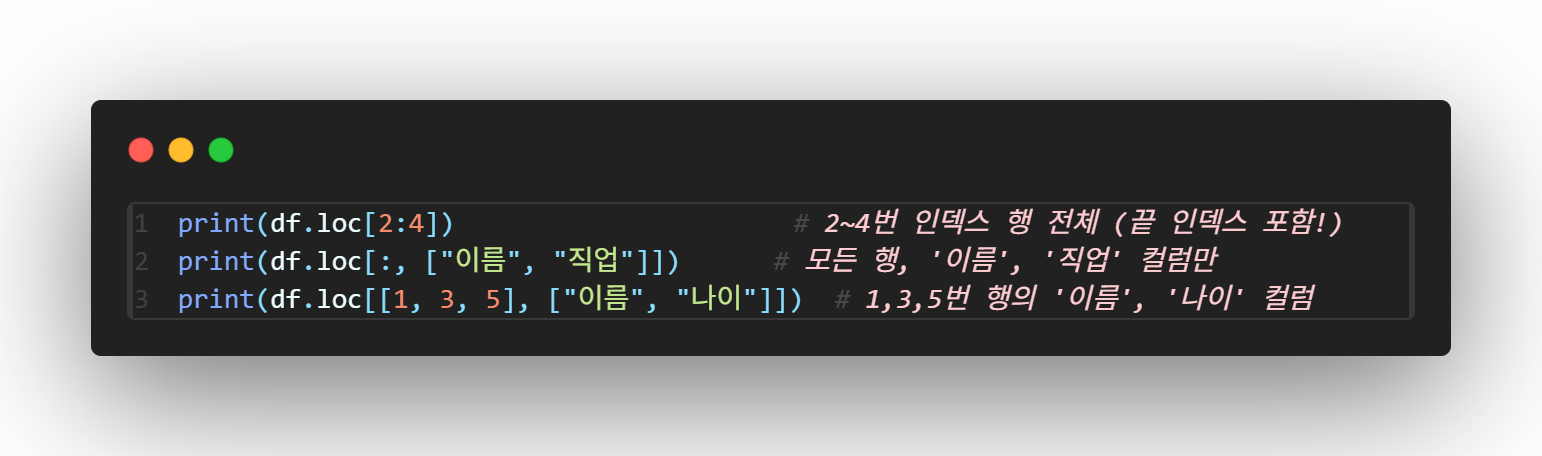 1 print(df.loc[2:4]) # 2~4번 인덱스 행 전체 (끝 인덱스 포함!)
2 print(df.loc[:, ["이름", "직업"]]) # 모든 행, '이름', '직업' 컬럼만
3 print(df.loc[[1, 3, 5], ["이름", "나이"]]) # 1,3,5번 행의 '이름', '나이' 컬럼